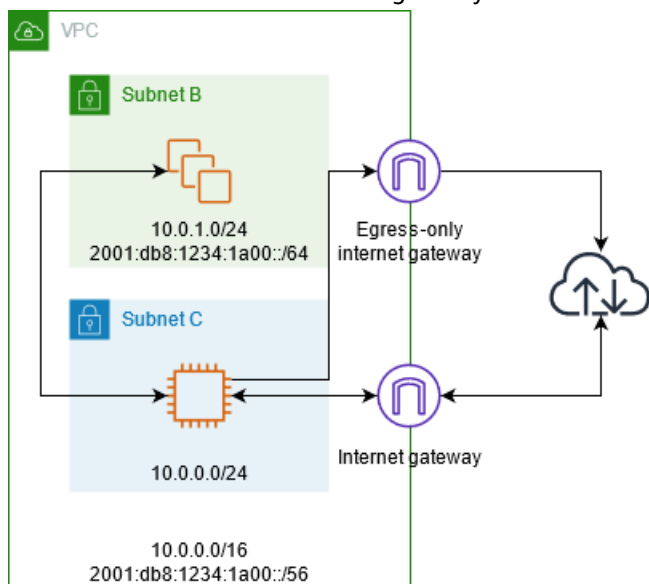 VPC
Subnet B
10.0.1.0/24
2001:db8:1234:1a00::/64
Egress-only
internet gateway
Subnet C
10.0.0.0/24
Internet gateway
10.0.0.0/16
2001:db8:1234:1a00::/56